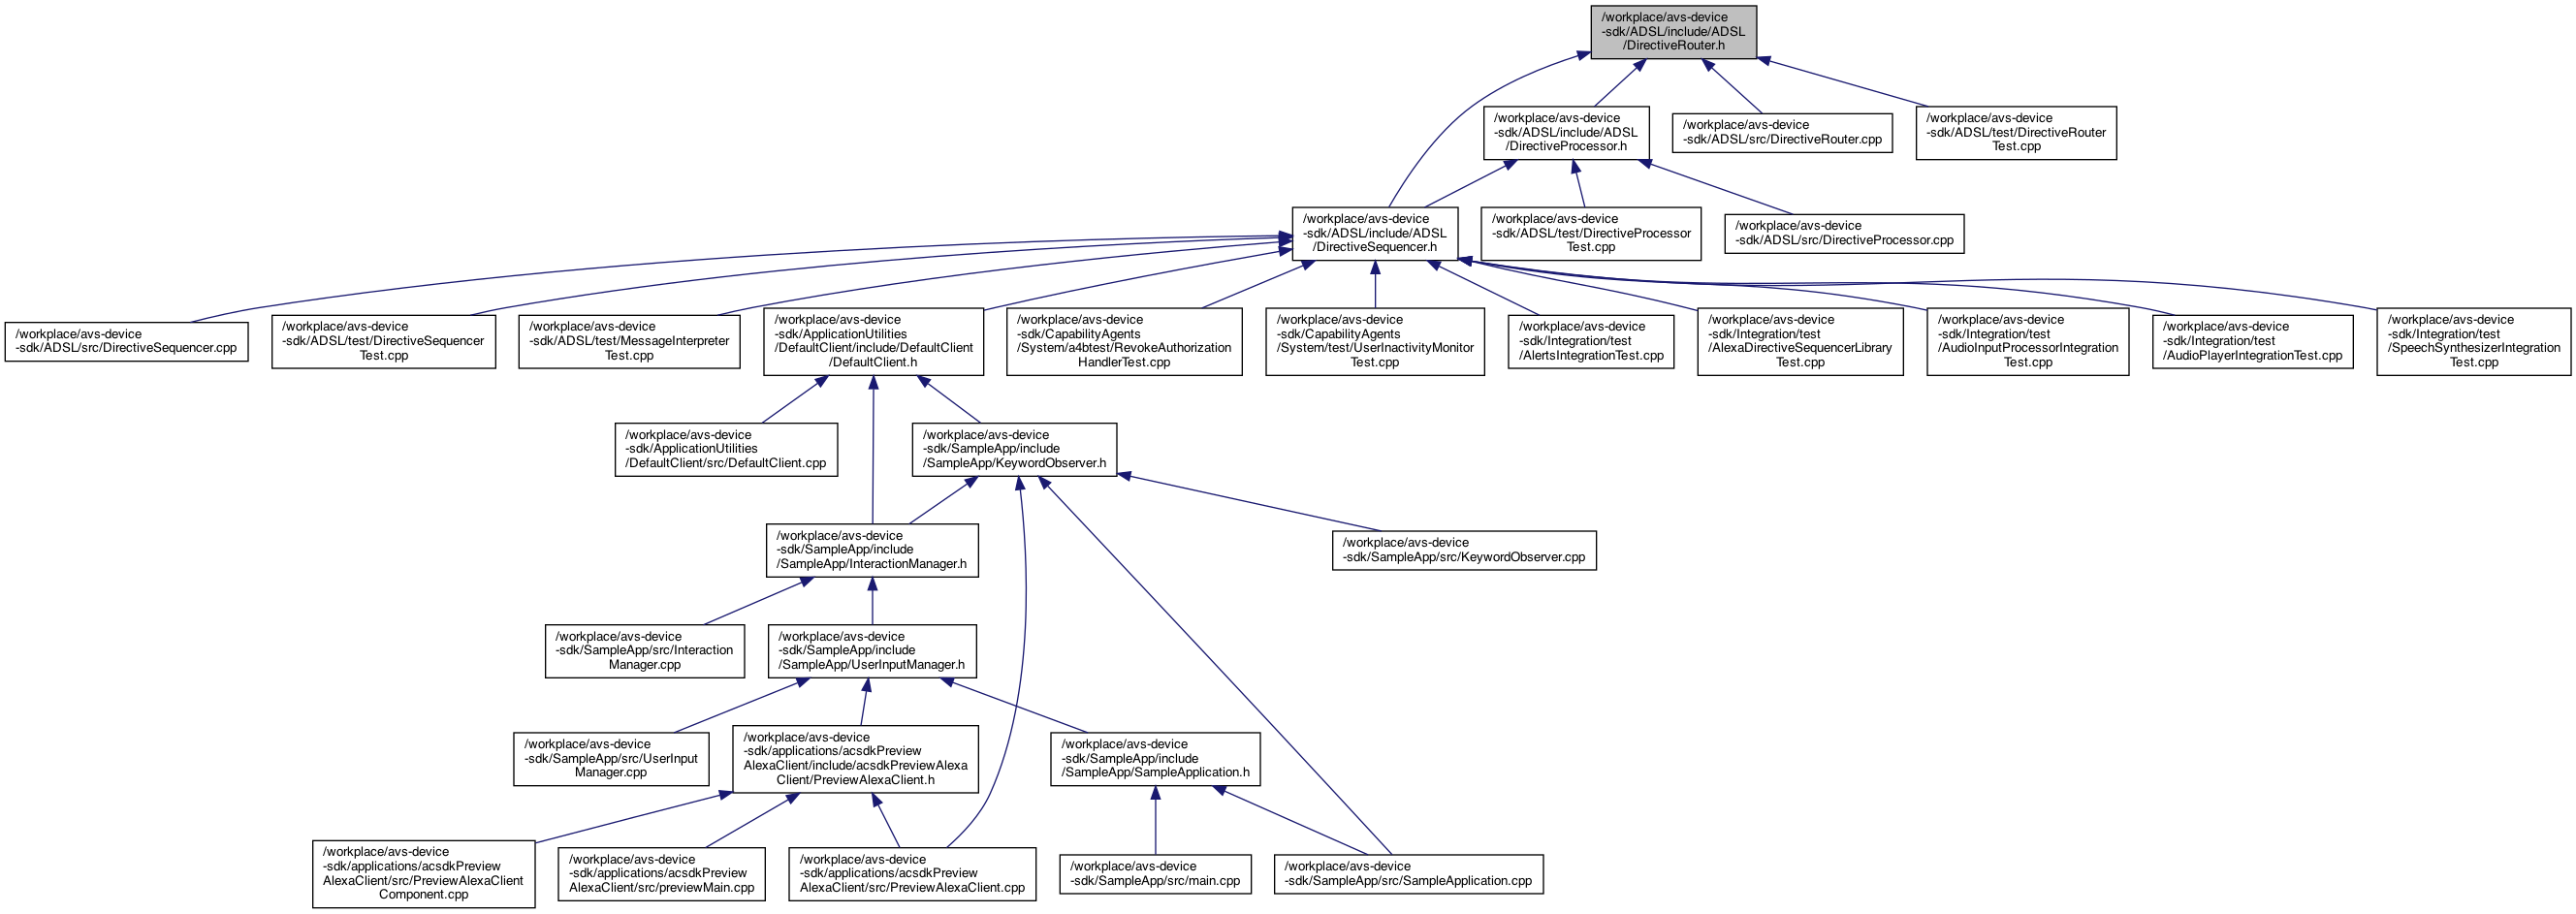 /workplace/avs-device
-sdk/ADSL/include/ADSL
/DirectiveRouter.h
/workplace/avs-device
-sdk/ADSL/include/ADSL
/DirectiveProcessor.h
/workplace/avs-device
-sdk/ADSL/src/DirectiveRouter.cpp
/workplace/avs-device
-sdk/ADSL/test/DirectiveRouter
Test.cpp
/workplace/avs-device
-sdk/ADSL/include/ADSL
/DirectiveSequencer.h
/workplace/avs-device
-sdk/ADSL/test/DirectiveProcessor
Test.cpp
/workplace/avs-device
-sdk/ADSL/src/DirectiveProcessor.cpp
/workplace/avs-device
-sdk/ADSL/src/DirectiveSequencer.cpp
/workplace/avs-device
-sdk/ADSL/test/DirectiveSequencer
Test.cpp
/workplace/avs-device
-sdk/ADSL/test/MessageInterpreter
Test.cpp
/workplace/avs-device
-sdk/ApplicationUtilities
/DefaultClient/include/DefaultClient
/DefaultClient.h
/workplace/avs-device
-sdk/CapabilityAgents
/System/a4btest/RevokeAuthorization
HandlerTest.cpp
/workplace/avs-device
-sdk/CapabilityAgents
/System/test/UserInactivityMonitor
Test.cpp
/workplace/avs-device
-sdk/Integration/test
/AlertsIntegrationTest.cpp
/workplace/avs-device
-sdk/Integration/test
/AlexaDirectiveSequencerLibrary
Test.cpp
/workplace/avs-device
-sdk/Integration/test
/AudioInputProcessorIntegration
Test.cpp
/workplace/avs-device
-sdk/Integration/test
/AudioPlayerIntegrationTest.cpp
/workplace/avs-device
-sdk/Integration/test
/SpeechSynthesizerIntegration
Test.cpp
/workplace/avs-device
-sdk/ApplicationUtilities
/DefaultClient/src/DefaultClient.cpp
/workplace/avs-device
-sdk/SampleApp/include
/SampleApp/KeywordObserver.h
/workplace/avs-device
-sdk/SampleApp/include
/SampleApp/InteractionManager.h
/workplace/avs-device
-sdk/SampleApp/src/KeywordObserver.cpp
/workplace/avs-device
-sdk/SampleApp/src/Interaction
Manager.cpp
/workplace/avs-device
-sdk/SampleApp/include
/SampleApp/UserInputManager.h
/workplace/avs-device
-sdk/SampleApp/src/UserInput
Manager.cpp
/workplace/avs-device
-sdk/applications/acsdkPreview
AlexaClient/include/acsdkPreviewAlexa
Client/PreviewAlexaClient.h
/workplace/avs-device
-sdk/SampleApp/include
/SampleApp/SampleApplication.h
/workplace/avs-device
-sdk/applications/acsdkPreview
AlexaClient/src/PreviewAlexaClient
Component.cpp
/workplace/avs-device
-sdk/applications/acsdkPreview
AlexaClient/src/previewMain.cpp
/workplace/avs-device
-sdk/applications/acsdkPreview
AlexaClient/src/PreviewAlexaClient.cpp
/workplace/avs-device
-sdk/SampleApp/src/main.cpp
/workplace/avs-device
-sdk/SampleApp/src/SampleApplication.cpp